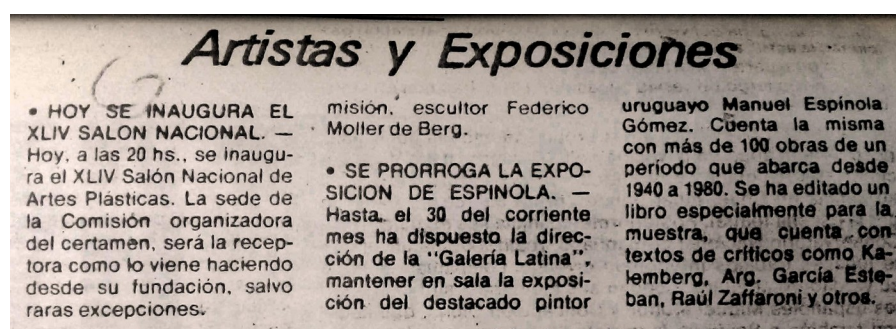 Artistas y Exposiciones
• HOY SE INAUGURA EL
XLIV SALON NACIONAL. —
Hoy, a las 20 hs., se inaugu-
ra el XLIV Salón Nacional de
Artes Plásticas. La sede de
la Comisión organizadora
del certamen, será la recep-
tora como lo viene haciendo
desde su fundación, salvo
raras excepciones.
misión, escultor Federico
Moller de Berg.
• SE PRORROGA LA EXPO-
SICION DE ESPINOLA. —
Hasta el 30 del corriente
mes ha dispuesto la direc-
ción de la "Galería Latina",
mantener en sala la exposi-
ción del destacado pintor
uruguayo Manuel Espínola
Gómez. Cuenta la misma
con más de 100 obras de un
período que abarca desde
1940 a 1980. Se ha editado un
libro especialmente para la
muestra, que cuenta con
textos de críticos como Ka-
lemberg, Arg. García Este-
ban, Raúl Zaffaroni y otros.